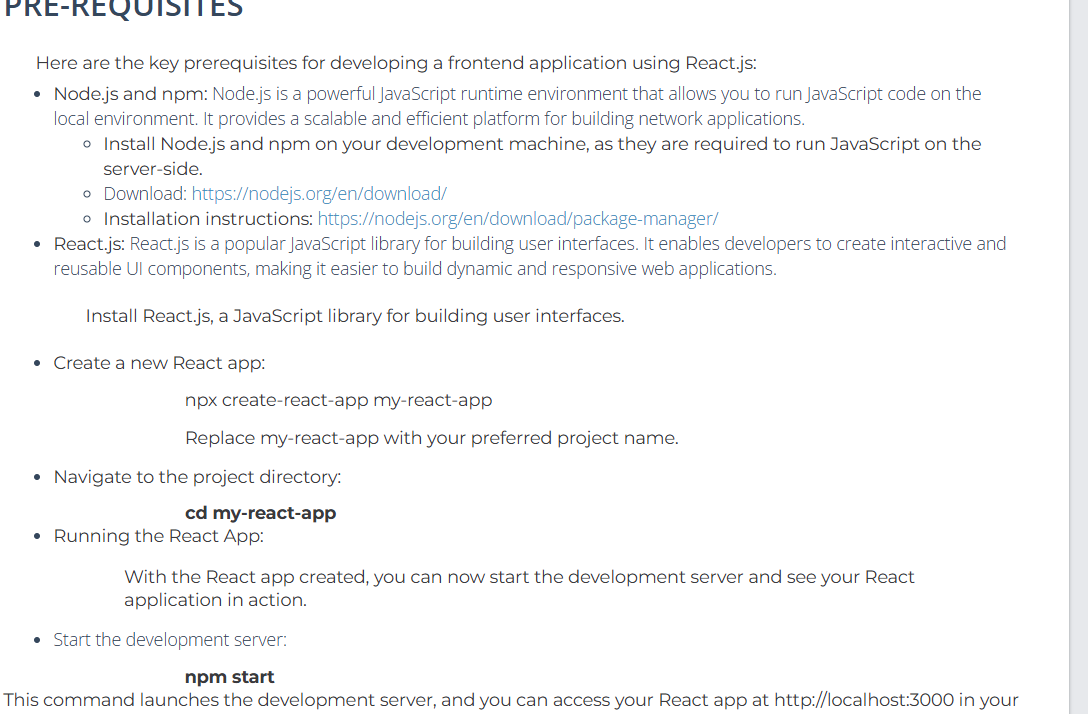 PRE-REQUISITES
Here are the key prerequisites for developing a frontend application using React.js:
• Node.js and npm: Node.js is a powerful JavaScript runtime environment that allows you to run JavaScript code on the
local environment. It provides a scalable and efficient platform for building network applications.
◦ Install Node.js and npm on your development machine, as they are required to run JavaScript on the
server-side.
◦ Download: https://nodejs.org/en/download/
◦ Installation instructions: https://nodejs.org/en/download/package-manager/
• React.js: React.js is a popular JavaScript library for building user interfaces. It enables developers to create interactive and
reusable UI components, making it easier to build dynamic and responsive web applications.
Install React.js, a JavaScript library for building user interfaces.
• Create a new React app:
npx create-react-app my-react-app
Replace my-react-app with your preferred project name.
• Navigate to the project directory:
cd my-react-app
• Running the React App:
With the React app created, you can now start the development server and see your React
application in action.
• Start the development server:
npm start
This command launches the development server, and you can access your React app at http://localhost:3000 in your